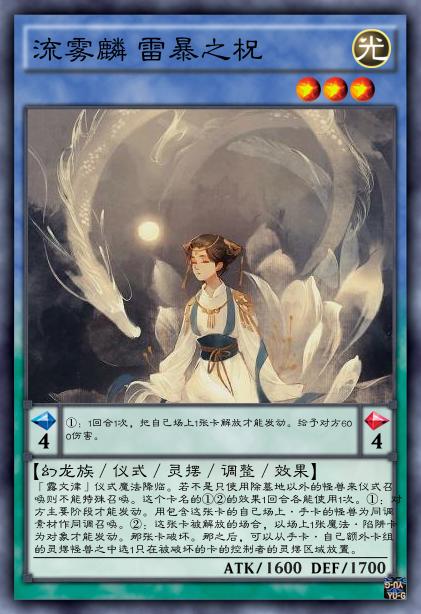 流雾麟 雷暴之柷
光
①：1回合1次，把自己场上1张卡解放才能发动。给予对方60
0伤害。
4
4
【幻龙族／仪式／灵摆／调整／效果】
「露文津」仪式魔法降临。若不是只使用除墓地以外的怪兽来仪式召
唤则不能特殊召唤。这个卡名的①②的效果1回合各能使用1次。①：对
方主要阶段才能发动。用包含这张卡的自己场上·手卡的怪兽为同调
素材作同调召唤。②：这张卡被解放的场合，以场上1张魔法·陷阱卡
为对象才能发动。那张卡破坏。那之后，可以从手卡·自己额外卡组
的灵摆怪兽之中选1只在被破坏的卡的控制者的灵摆区域放置。
ATK/1600 DEF/1700